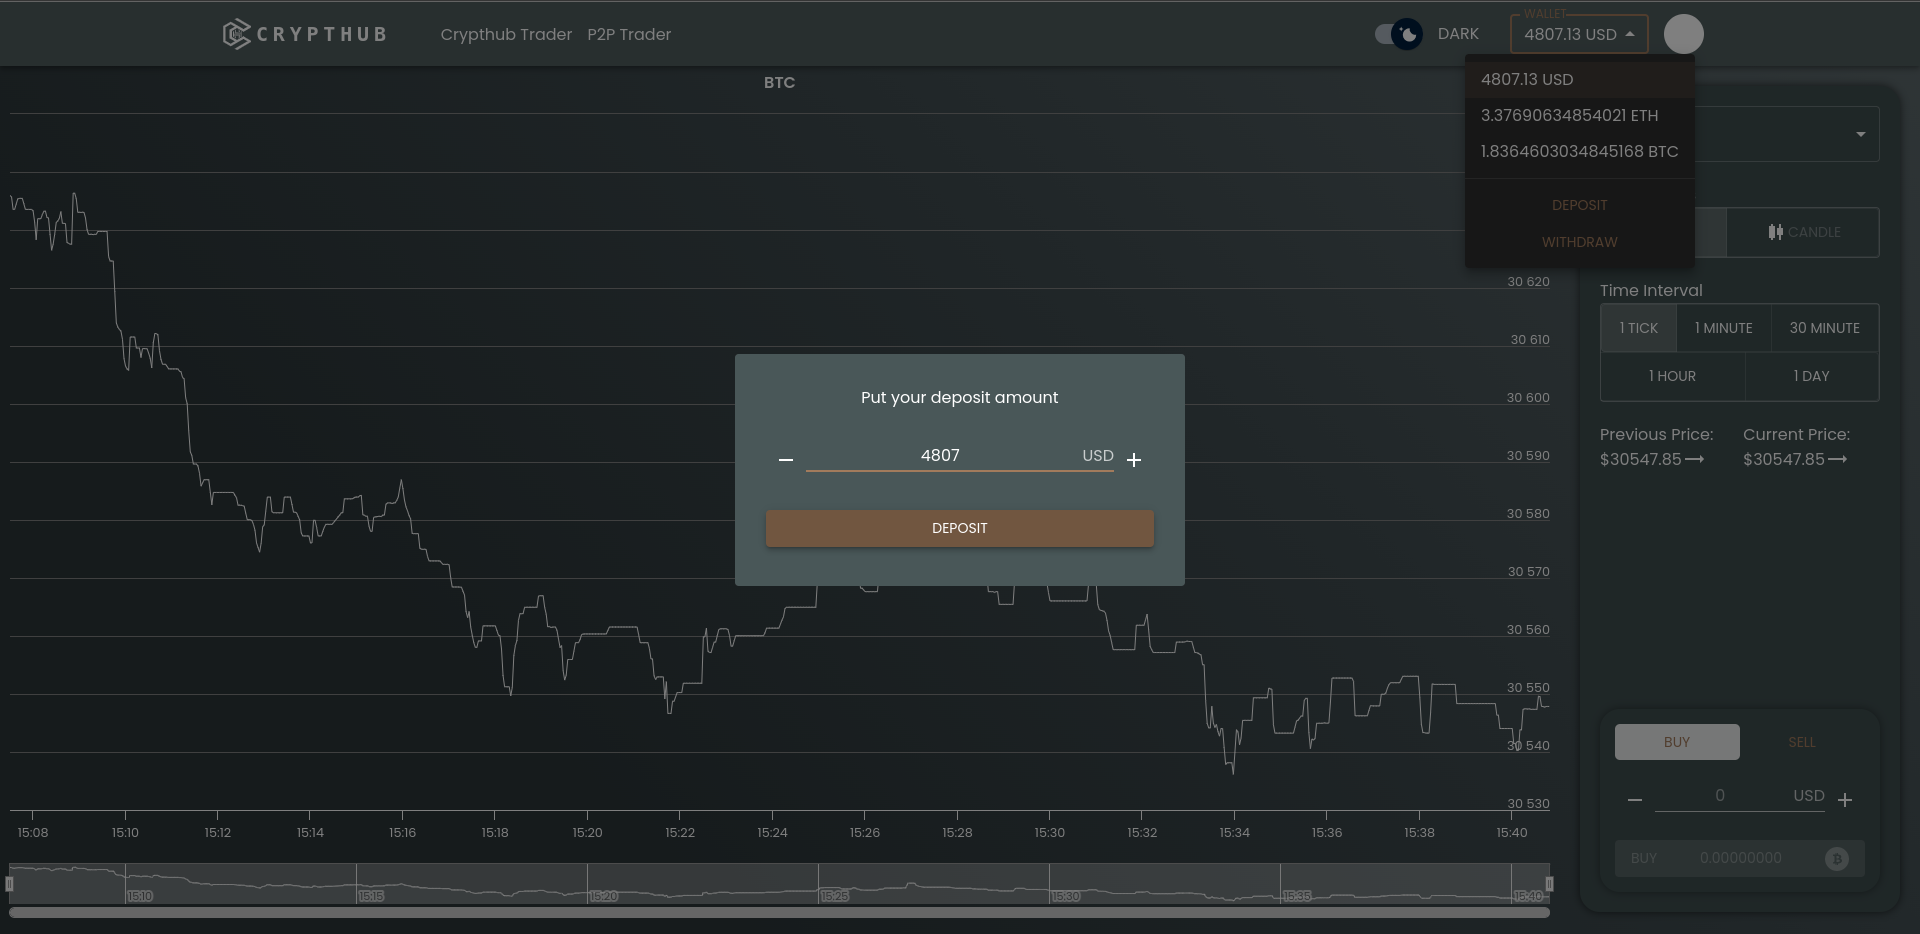 CRYPTHUB
Crypthub Trader
P2P Trader
DARK
WALLET
4807.13 USD
4807.13 USD
3.37690634854021 ETH
1.8364603034845168 BTC
DEPOSIT
WITHDRAW
BTC
CANDLE
Time Interval
1 TICK
1 MINUTE
30 MINUTE
1 HOUR
1 DAY
Previous Price:
Current Price:
$30547.85
$30547.85
30 620
30 610
30 600
30 590
30 580
30 570
30 560
30 550
30 540
30 530
Put your deposit amount
4807
USD
DEPOSIT
BUY
SELL
0
USD
BUY
0.00000000
15:08
15:10
15:12
15:14
15:16
15:18
15:20
15:22
15:24
15:26
15:28
15:30
15:32
15:34
15:36
15:38
15:40
15:10
15:15
15:20
15:25
15:30
15:35
15:40